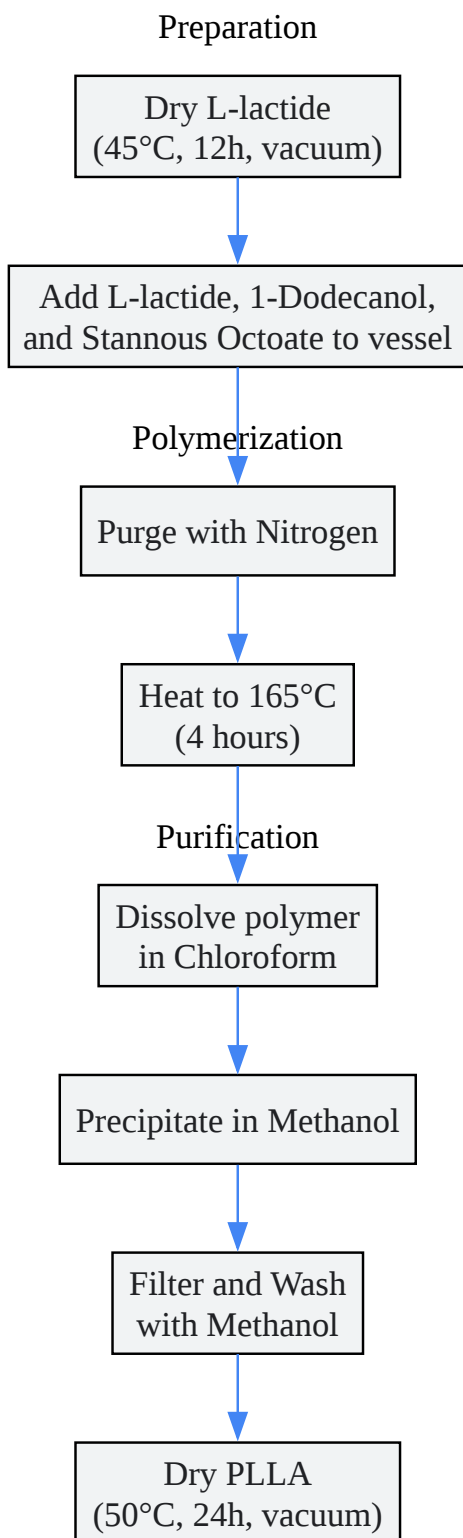 Preparation
Dry L-lactide
(45°C, 12h, vacuum)
Add L-lactide, 1-Dodecanol,
and Stannous Octoate to vessel
Polymerization
Purge with Nitrogen
Heat to 165°C
(4 hours)
Purification
Dissolve polymer
in Chloroform
Precipitate in Methanol
Filter and Wash
with Methanol
Dry PLLA
(50°C, 24h, vacuum)